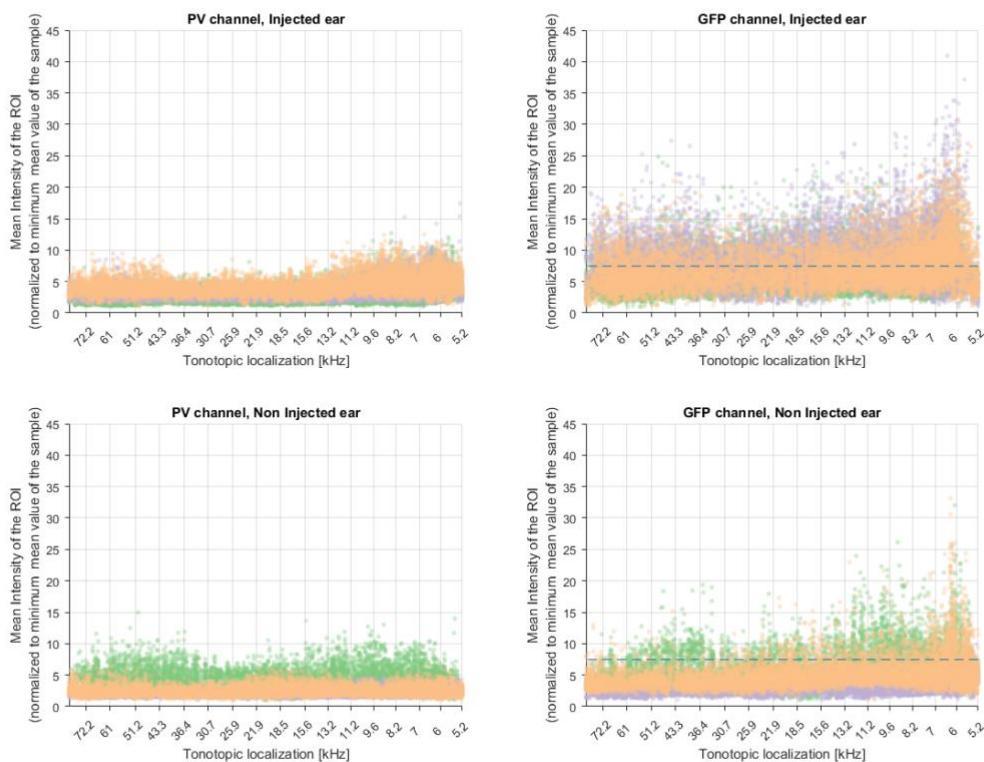 PV channel, Injected ear
Mean Intensity of the ROI
(normalized to minimum mean value of the sample)
45
40
35
30
25
20
15
10
5
0
72.2 61 51.2 43.3 36.4 30.7 25.9 21.9 18.5 15.6 13.2 11.2 9.6 8.2 7 6 5.2
Tonotopic localization [kHz]
GFP channel, Injected ear
Mean Intensity of the ROI
(normalized to minimum mean value of the sample)
45
40
35
30
25
20
15
10
5
0
72.2 61 51.2 43.3 36.4 30.7 25.9 21.9 18.5 15.6 13.2 11.2 9.6 8.2 7 6 5.2
Tonotopic localization [kHz]
PV channel, Non Injected ear
Mean Intensity of the ROI
(normalized to minimum mean value of the sample)
45
40
35
30
25
20
15
10
5
0
72.2 61 51.2 43.3 36.4 30.7 25.9 21.9 18.5 15.6 13.2 11.2 9.6 8.2 7 6 5.2
Tonotopic localization [kHz]
GFP channel, Non Injected ear
Mean Intensity of the ROI
(normalized to minimum mean value of the sample)
45
40
35
30
25
20
15
10
5
0
72.2 61 51.2 43.3 36.4 30.7 25.9 21.9 18.5 15.6 13.2 11.2 9.6 8.2 7 6 5.2
Tonotopic localization [kHz]